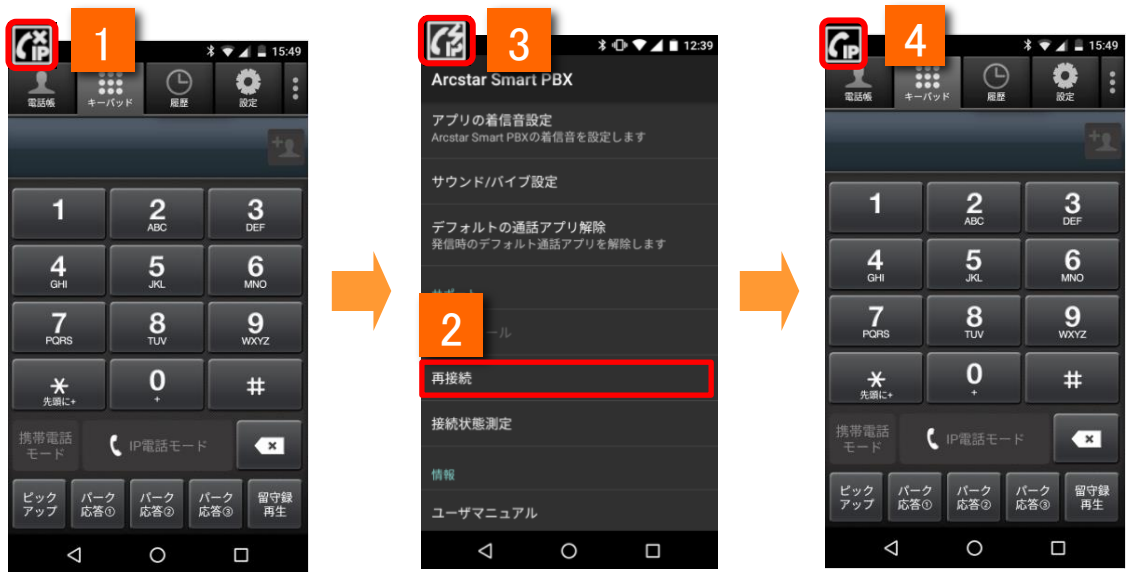 1
IP
15:49
電話帳
キーパッド
履歴
設定
1
2
ABC
3
DEF
4
GHI
5
JKL
6
MNO
7
PQRS
8
TUV
9
WXYZ
先頭に+
0
+
#
携帯電話
モード
IP電話モード
ピック
アップ
パーク
応答①
パーク
応答②
パーク
応答③
留守録
再生
3
IP
12:39
Arcstar Smart PBX
アプリの着信音設定
Arcstar Smart PBXの着信音を設定します
サウンド/バイブ設定
デフォルトの通話アプリ解除
発信時のデフォルト通話アプリを解除します
サポート
2
ール
再接続
接続状態測定
情報
ユーザマニュアル
4
IP
15:49
電話帳
キーパッド
履歴
設定
1
2
ABC
3
DEF
4
GHI
5
JKL
6
MNO
7
PQRS
8
TUV
9
WXYZ
先頭に+
0
+
#
携帯電話
モード
IP電話モード
ピック
アップ
パーク
応答①
パーク
応答②
パーク
応答③
留守録
再生